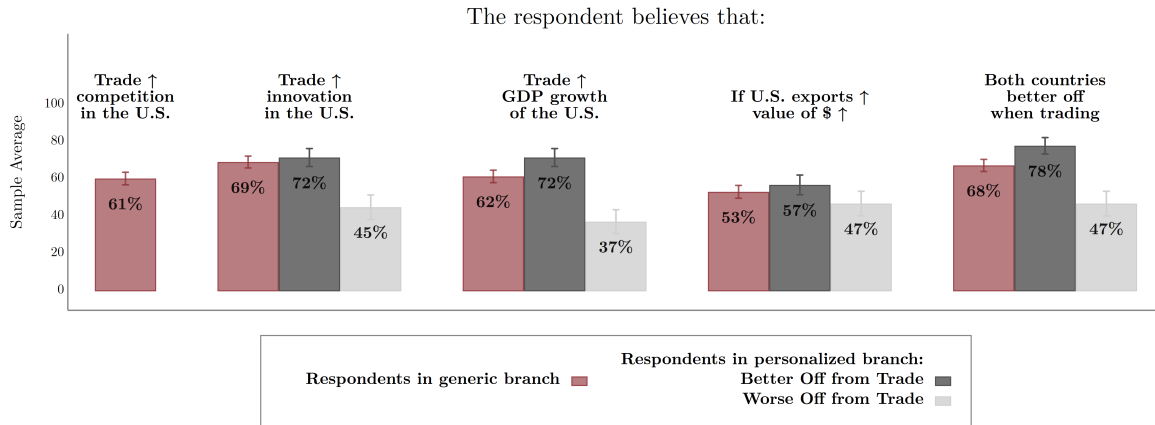 The respondent believes that:
Trade ↑
competition
in the U.S.
Trade ↑
innovation
in the U.S.
Trade ↑
GDP growth
of the U.S.
If U.S. exports ↑
value of $ ↑
Both countries
better off
when trading
Sample Average
100
80
60
40
20
0
61%
69%
72%
45%
62%
72%
37%
53%
57%
47%
68%
78%
47%
Respondents in personalized branch:
Respondents in generic branch
Better Off from Trade
Worse Off from Trade